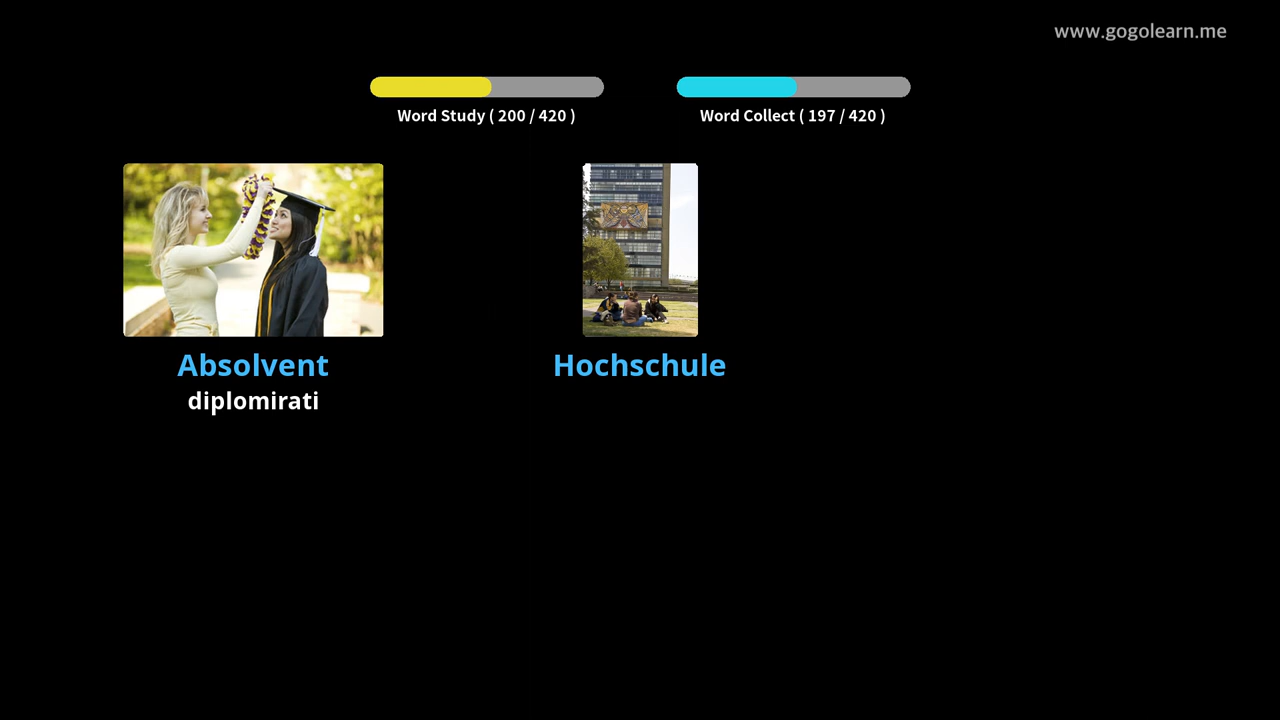 www.gogolearn.me
Word Study ( 200 / 420 )
Word Collect ( 197 / 420 )
Absolvent
diplomirati
Hochschule